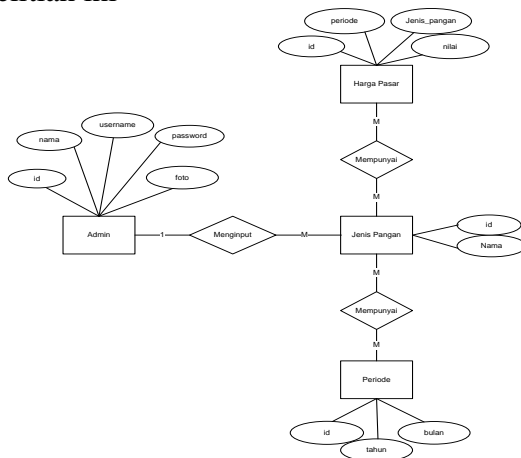 periode
Jenis_pangan
id
nilai
Harga Pasar
M
username
nama
password
Mempunyai
id
foto
M
id
Admin
1
Menginput
M
Jenis Pangan
Nama
M
Mempunyai
M
Periode
id
bulan
tahun